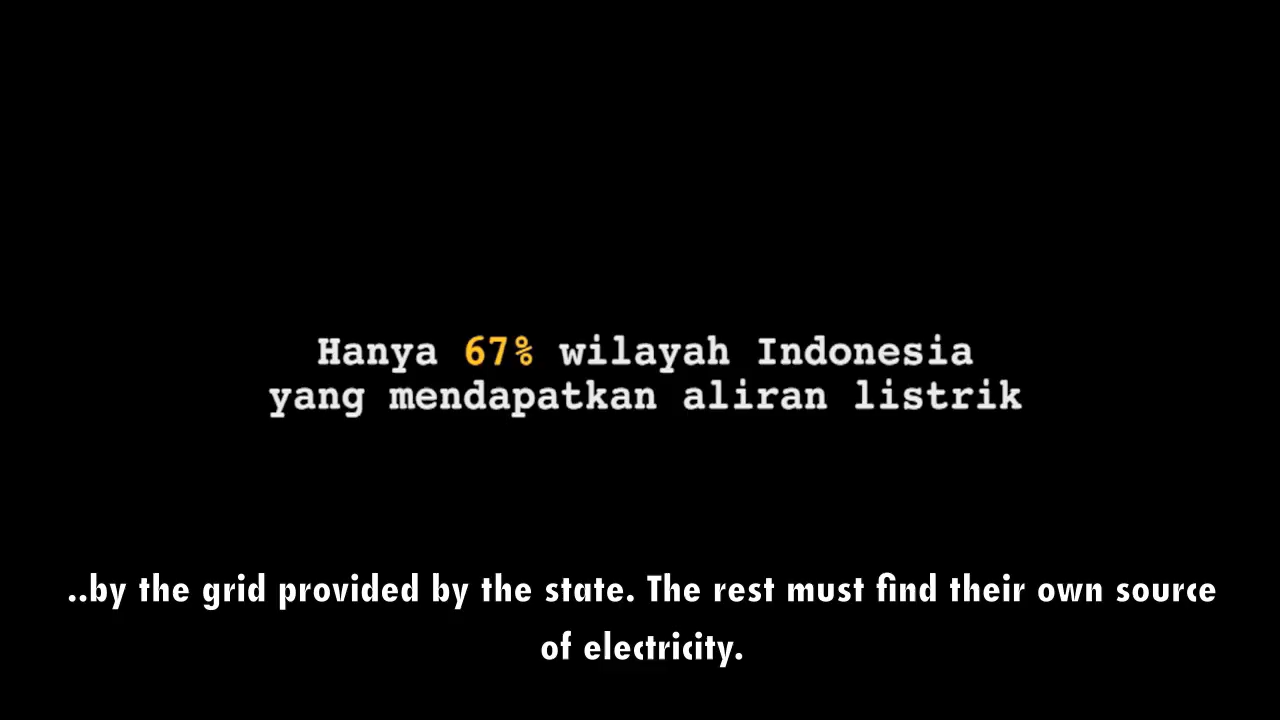 Hanya 67% wilayah Indonesia
yang mendapatkan aliran listrik
..by the grid provided by the state. The rest must find their own source
of electricity.